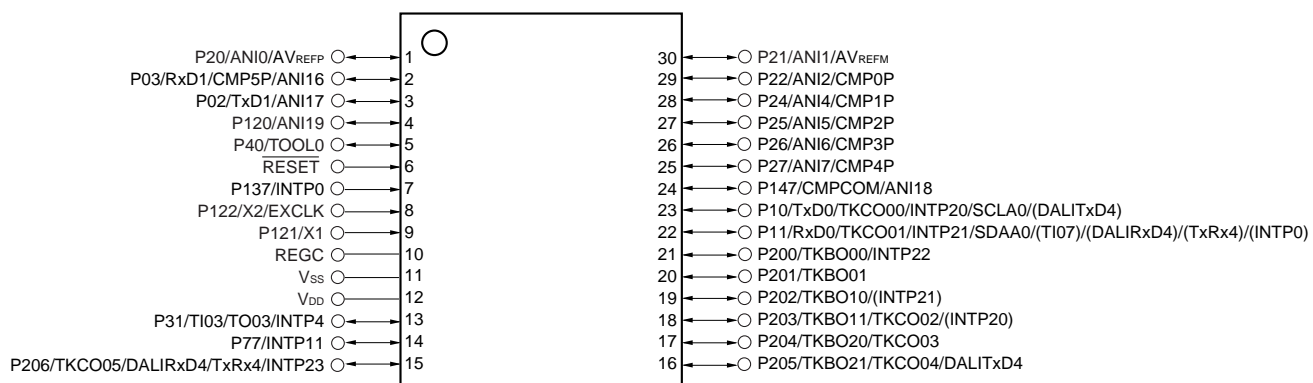 P20/ANI0/AVREFP 1 30 P21/ANI1/AVREFM
P03/RxD1/CMP5P/ANI16 2 29 P22/ANI2/CMP0P
P02/TxD1/ANI17 3 28 P24/ANI4/CMP1P
P120/ANI19 4 27 P25/ANI5/CMP2P
P40/TOOL0 5 26 P26/ANI6/CMP3P
RESET 6 25 P27/ANI7/CMP4P
P137/INTP0 7 24 P147/CMPCOM/ANI18
P122/X2/EXCLK 8 23 P10/TxD0/TKCO00/INTP20/SCLA0/(DALITxD4)
P121/X1 9 22 P11/RxD0/TKCO01/INTP21/SDAA0/(TI07)/(DALIRxD4)/(TxRx4)/(INTP0)
REGC 10 21 P200/TKBO00/INTP22
VSS 11 20 P201/TKBO01
VDD 12 19 P202/TKBO10/(INTP21)
P31/TI03/TO03/INTP4 13 18 P203/TKBO11/TKCO02/(INTP20)
P77/INTP11 14 17 P204/TKBO20/TKCO03
P206/TKCO05/DALIRxD4/TxRx4/INTP23 15 16 P205/TKBO21/TKCO04/DALITxD4